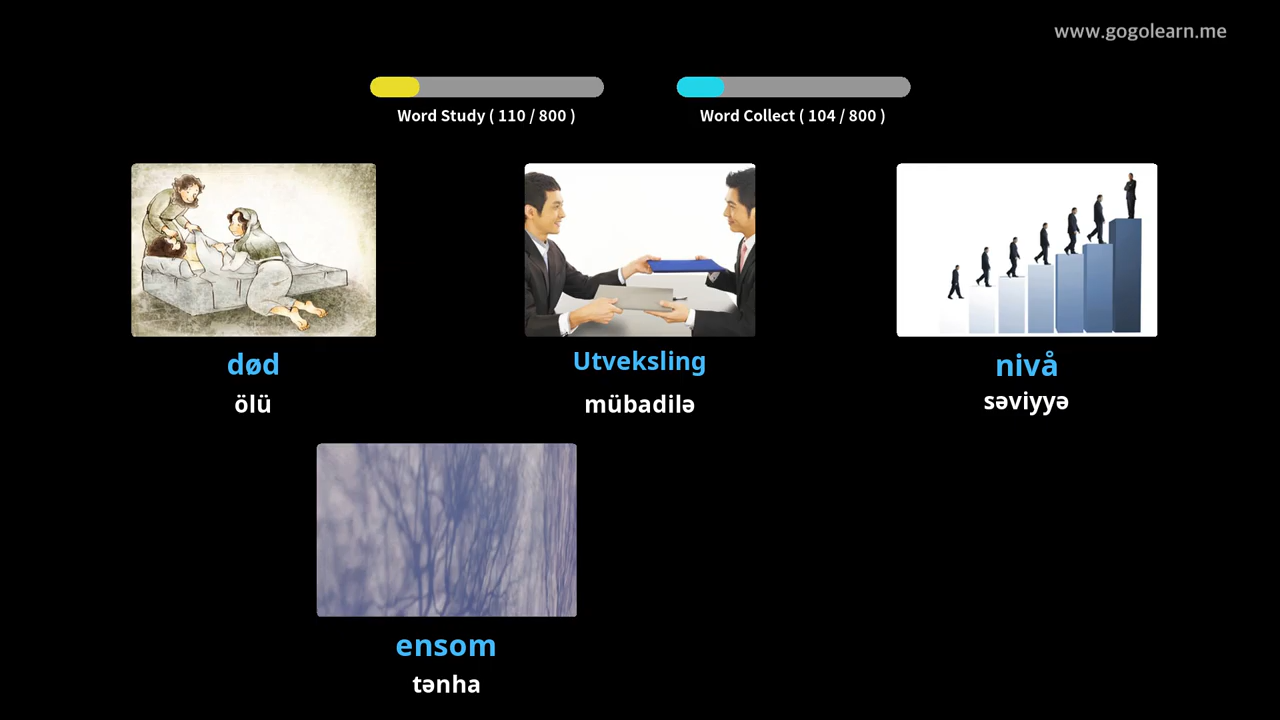 www.gogolearn.me
Word Study ( 110 / 800 )
Word Collect ( 104 / 800 )
død
ölü
Utveksling
mübadilə
nivå
səviyyə
ensom
tənha